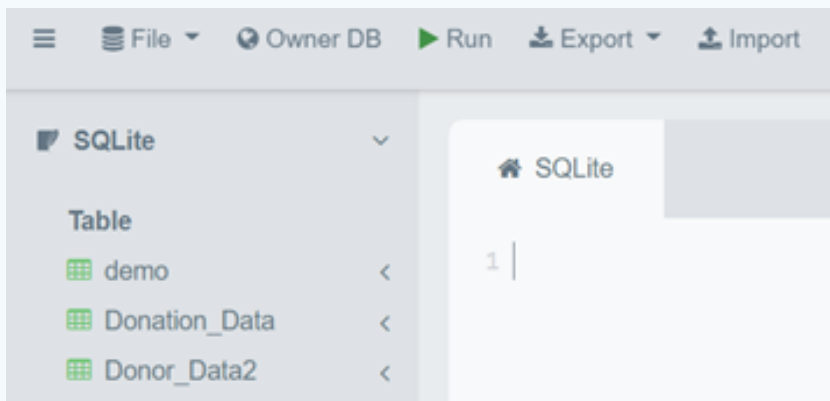 File Owner DB Run Export Import
SQLite
SQLite
Table
demo
1
Donation_Data
Donor_Data2